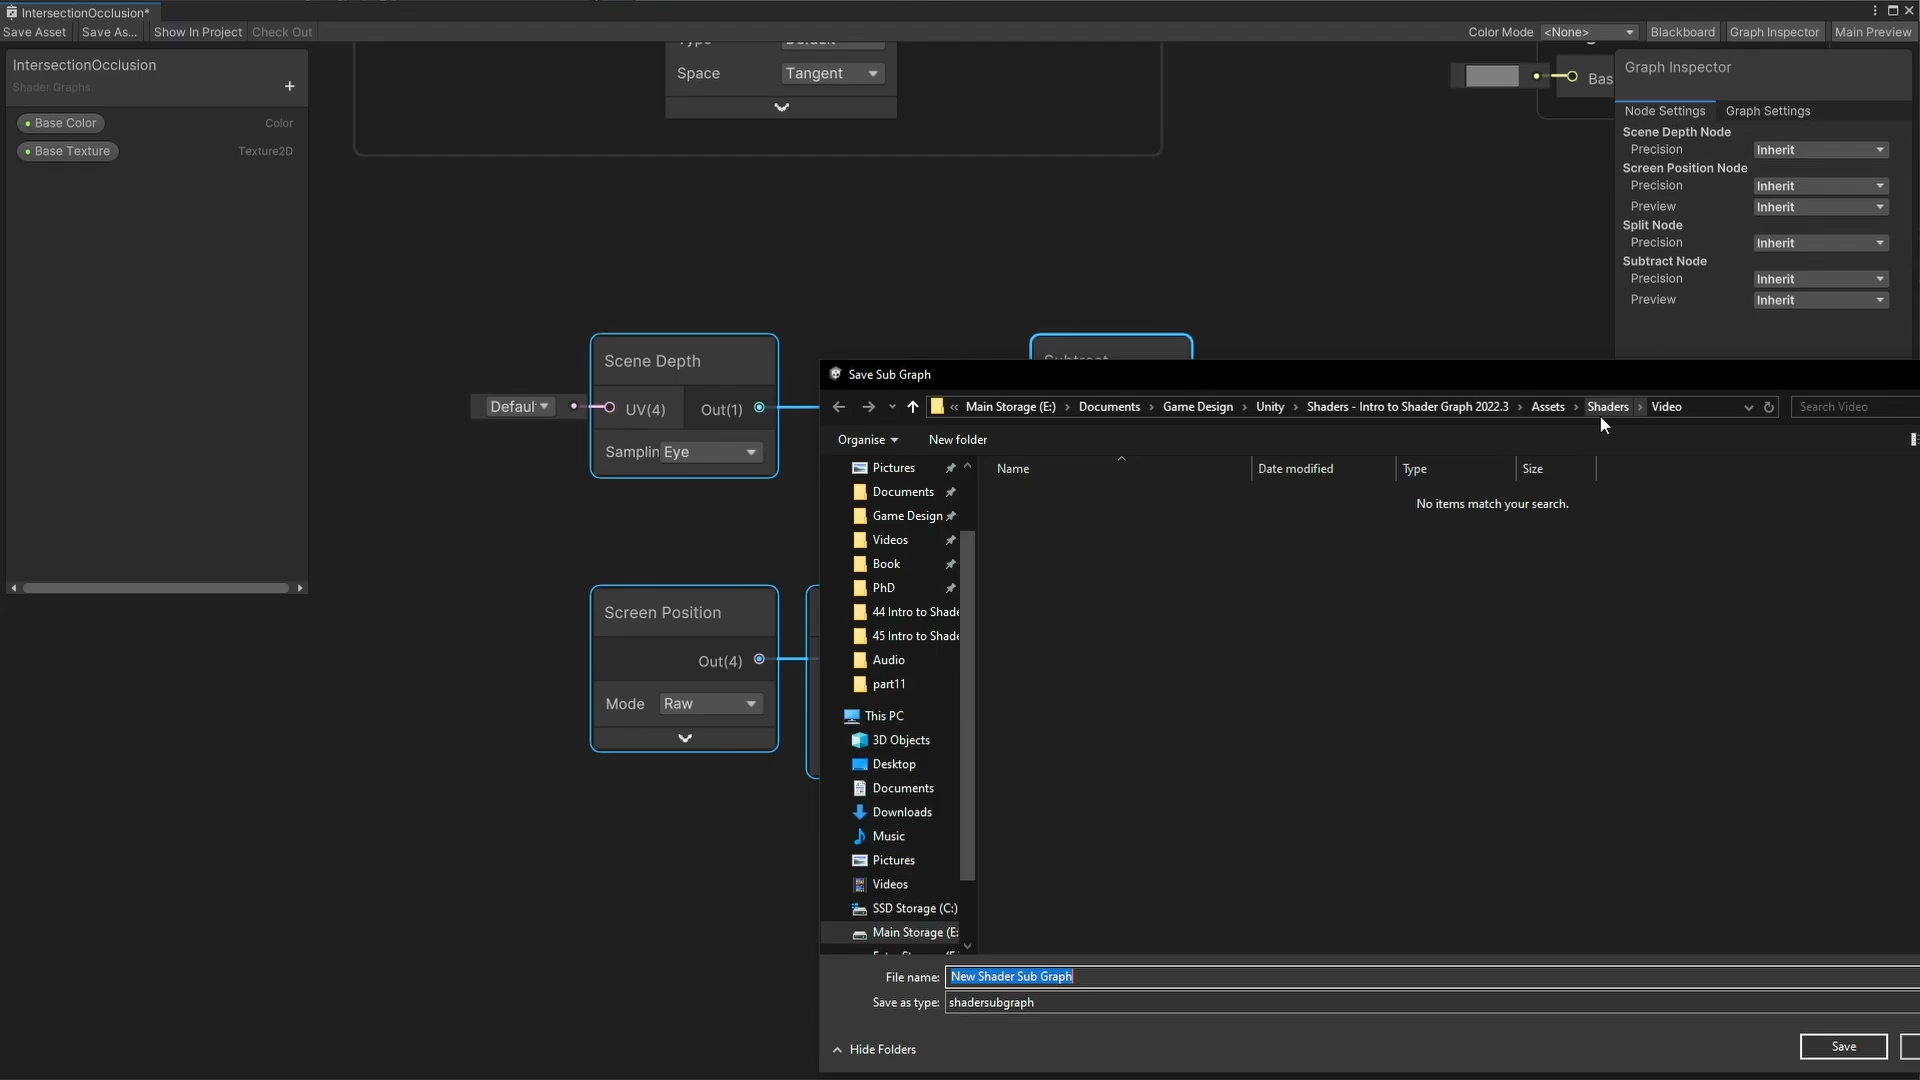 IntersectionOcclusion*
Save Asset Save As... Show In Project Check Out
Color Mode <None> Blackboard Graph Inspector Main Preview
IntersectionOcclusion
Shader Graphs
+
Base Color Color
Base Texture Texture2D
Type Default
Space Tangent
Bas
Graph Inspector
Node Settings Graph Settings
Scene Depth Node
Precision Inherit
Screen Position Node
Precision Inherit
Preview Inherit
Split Node
Precision Inherit
Subtract Node
Precision Inherit
Preview Inherit
Scene Depth
Defaul
UV(4) Out(1)
Samplin Eye
Subtract
Screen Position
Out(4)
Mode Raw
Save Sub Graph
« Main Storage (E:) › Documents › Game Design › Unity › Shaders - Intro to Shader Graph 2022.3 › Assets › Shaders › Video
Search Video
Organise New folder
Name Date modified Type Size
No items match your search.
Pictures
Documents
Game Design
Videos
Book
PhD
44 Intro to Shade
45 Intro to Shade
Audio
part11
This PC
3D Objects
Desktop
Documents
Downloads
Music
Pictures
Videos
SSD Storage (C:)
Main Storage (E:
File name: New Shader Sub Graph
Save as type: shadersubgraph
Hide Folders
Save